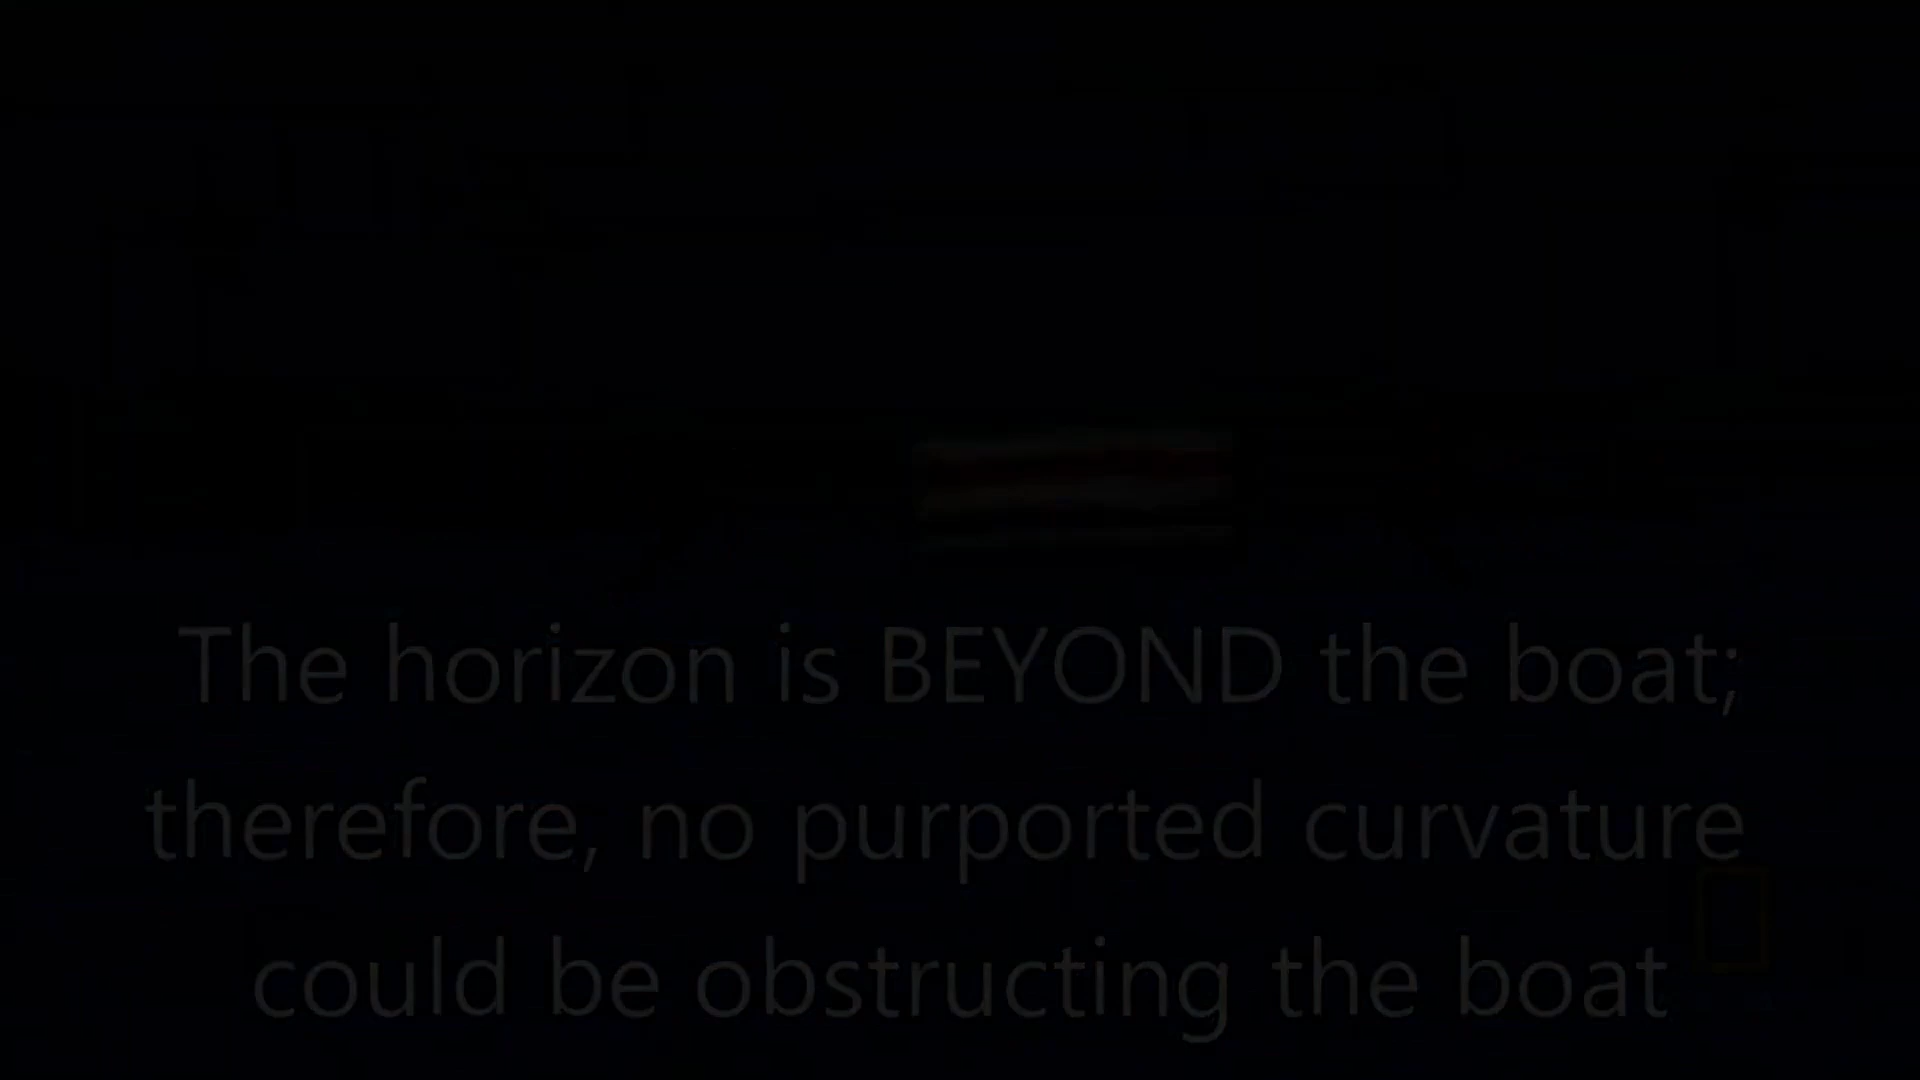 The horizon is BEYOND the boat;
therefore, no purported curvature
could be obstructing the boat